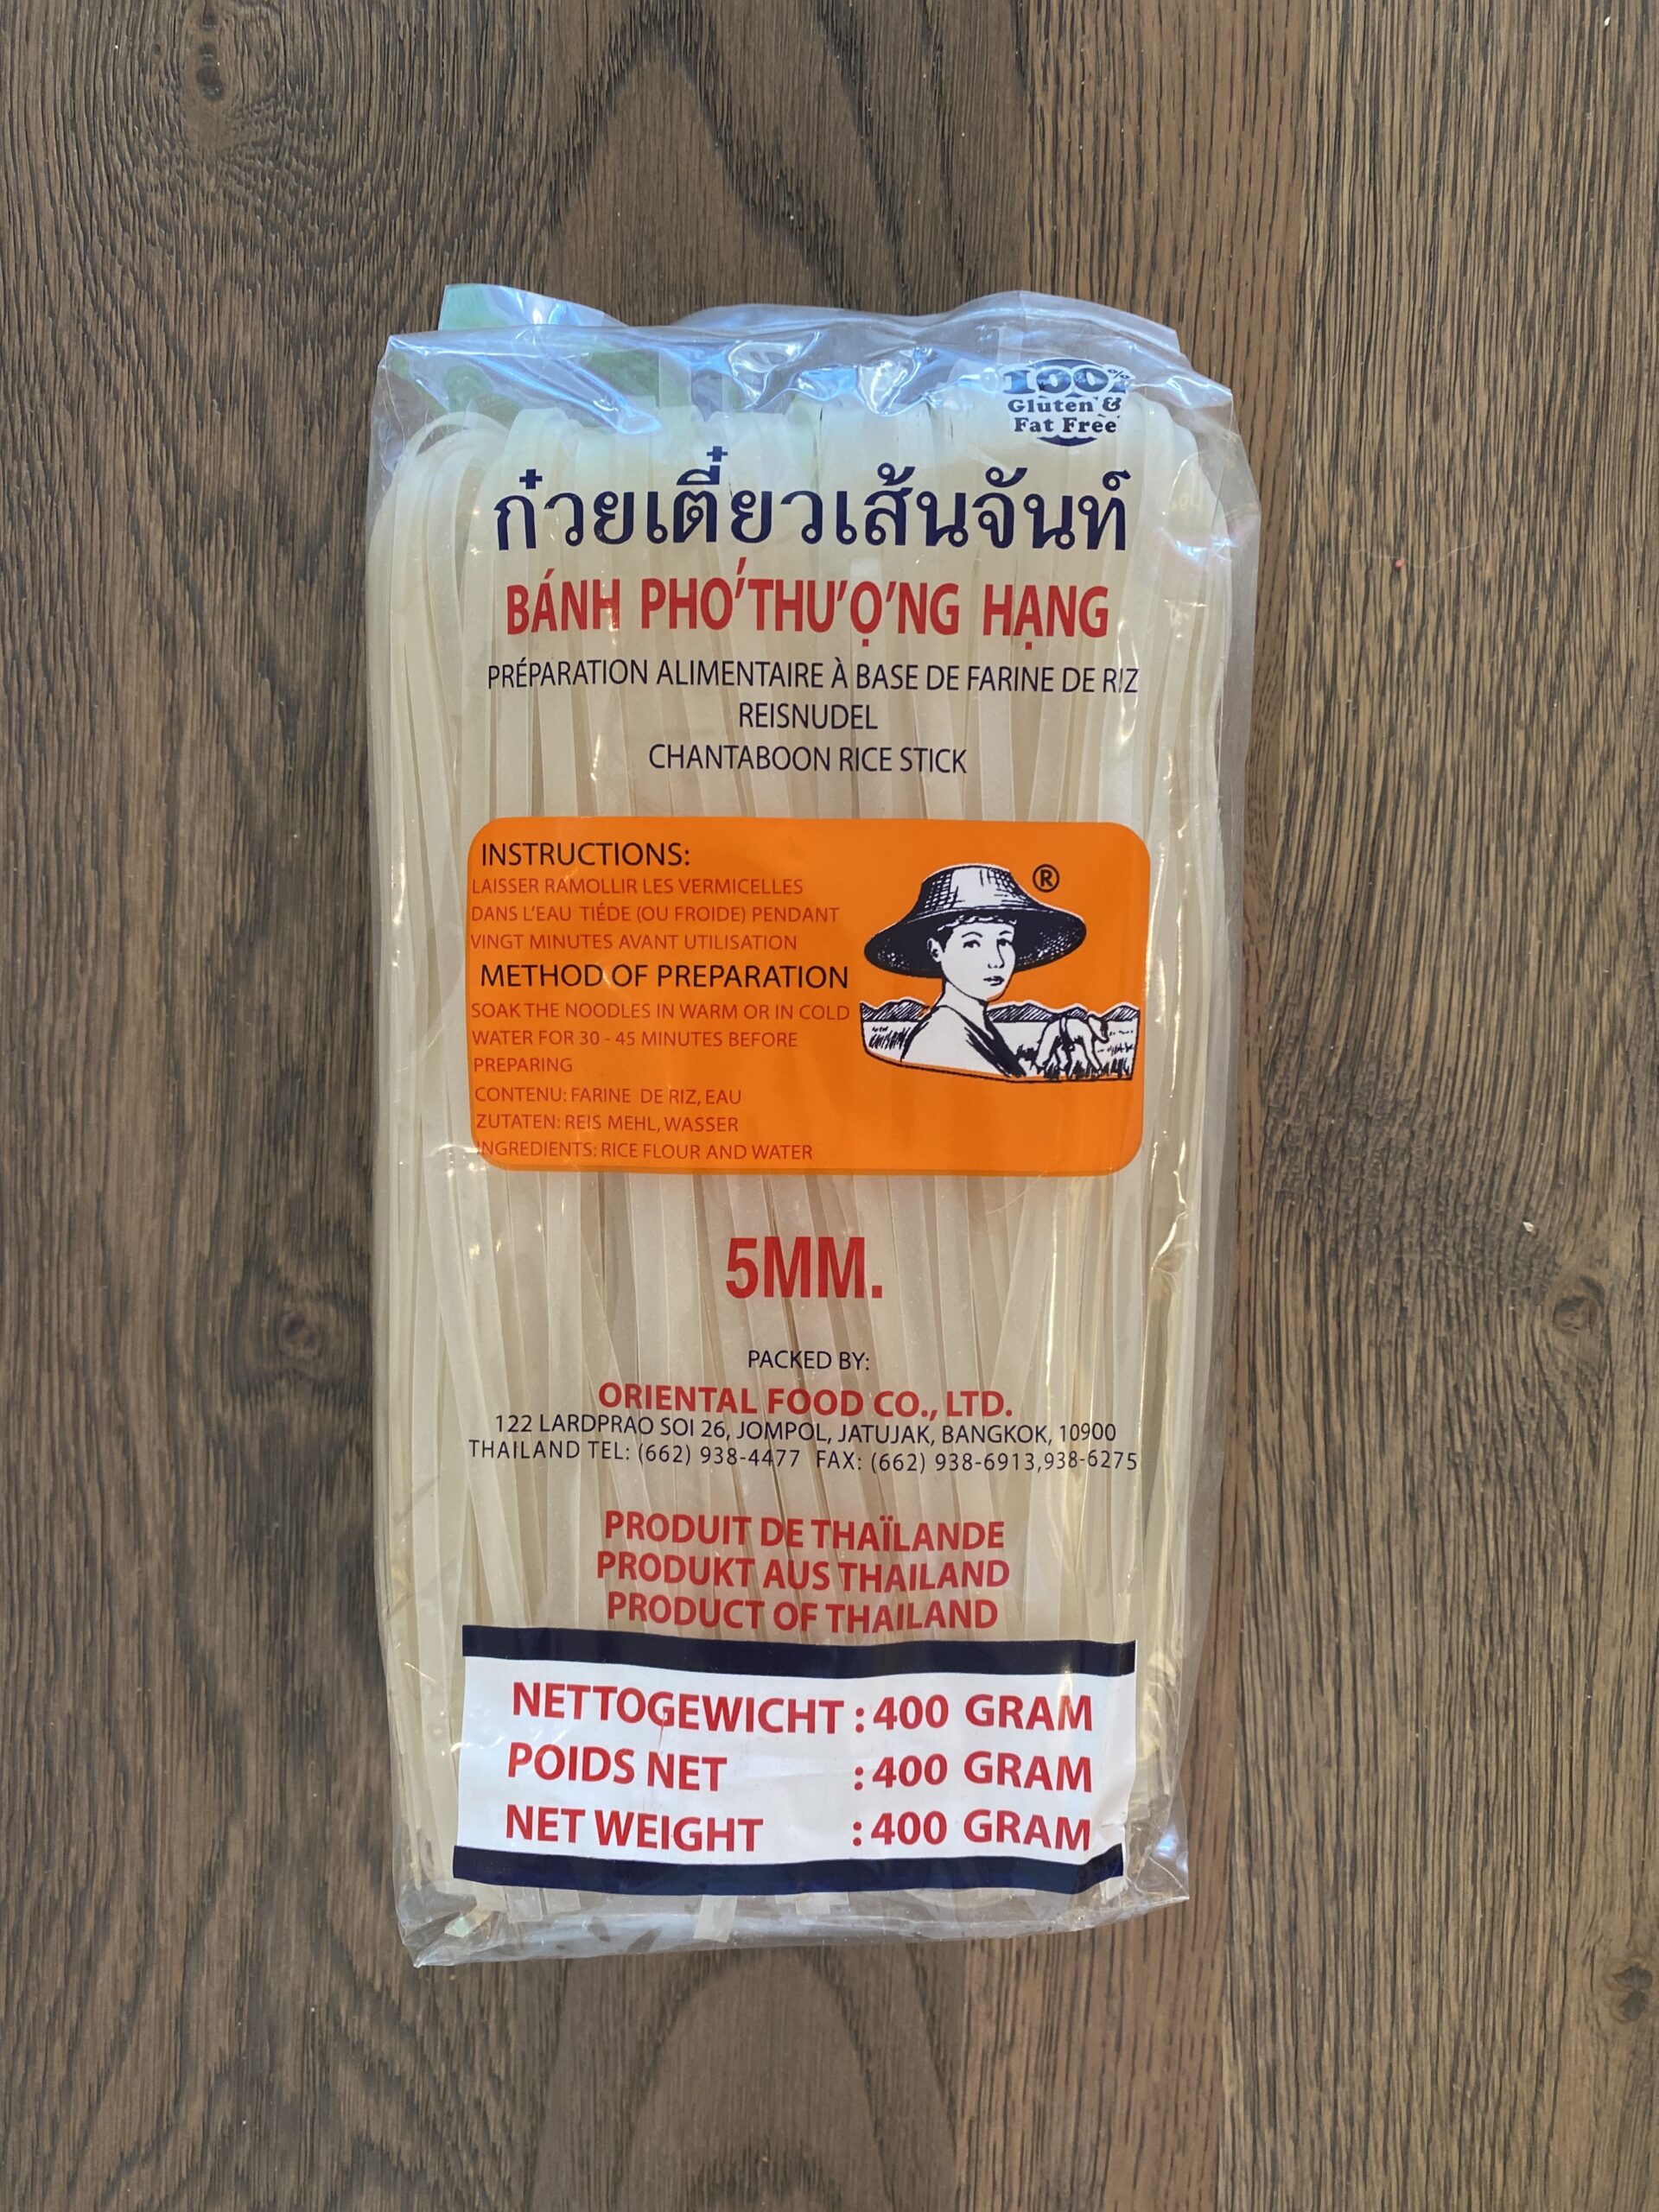 100%
Gluten &
Fat Free
ก๋วยเตี๋ยวเส้นจันท์
BÁNH PHÓ̕ THU̕Ọ̕NG HẠNG
PRÉPARATION ALIMENTAIRE À BASE DE FARINE DE RIZ
REISNUDEL
CHANTABOON RICE STICK
INSTRUCTIONS:
LAISSER RAMOLLIR LES VERMICELLES
DANS L'EAU TIÉDE (OU FROIDE) PENDANT
VINGT MINUTES AVANT UTILISATION
METHOD OF PREPARATION
SOAK THE NOODLES IN WARM OR IN COLD
WATER FOR 30 - 45 MINUTES BEFORE
PREPARING
CONTENU: FARINE DE RIZ, EAU
ZUTATEN: REIS MEHL, WASSER
INGREDIENTS: RICE FLOUR AND WATER
®
5MM.
PACKED BY:
ORIENTAL FOOD CO., LTD.
122 LARDPRAO SOI 26, JOMPOL, JATUJAK, BANGKOK, 10900
THAILAND TEL: (662) 938-4477 FAX: (662) 938-6913,938-6275
PRODUIT DE THAÏLANDE
PRODUKT AUS THAILAND
PRODUCT OF THAILAND
NETTOGEWICHT : 400 GRAM
POIDS NET : 400 GRAM
NET WEIGHT : 400 GRAM